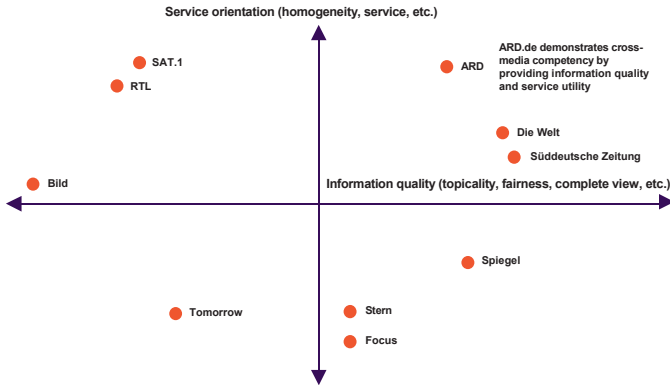 Service orientation (homogeneity, service, etc.)
SAT.1
RTL
ARD
ARD.de demonstrates cross-
media competency by
providing information quality
and service utility
Die Welt
Süddeutsche Zeitung
Bild
Information quality (topicality, fairness, complete view, etc.)
Spiegel
Tomorrow
Stern
Focus